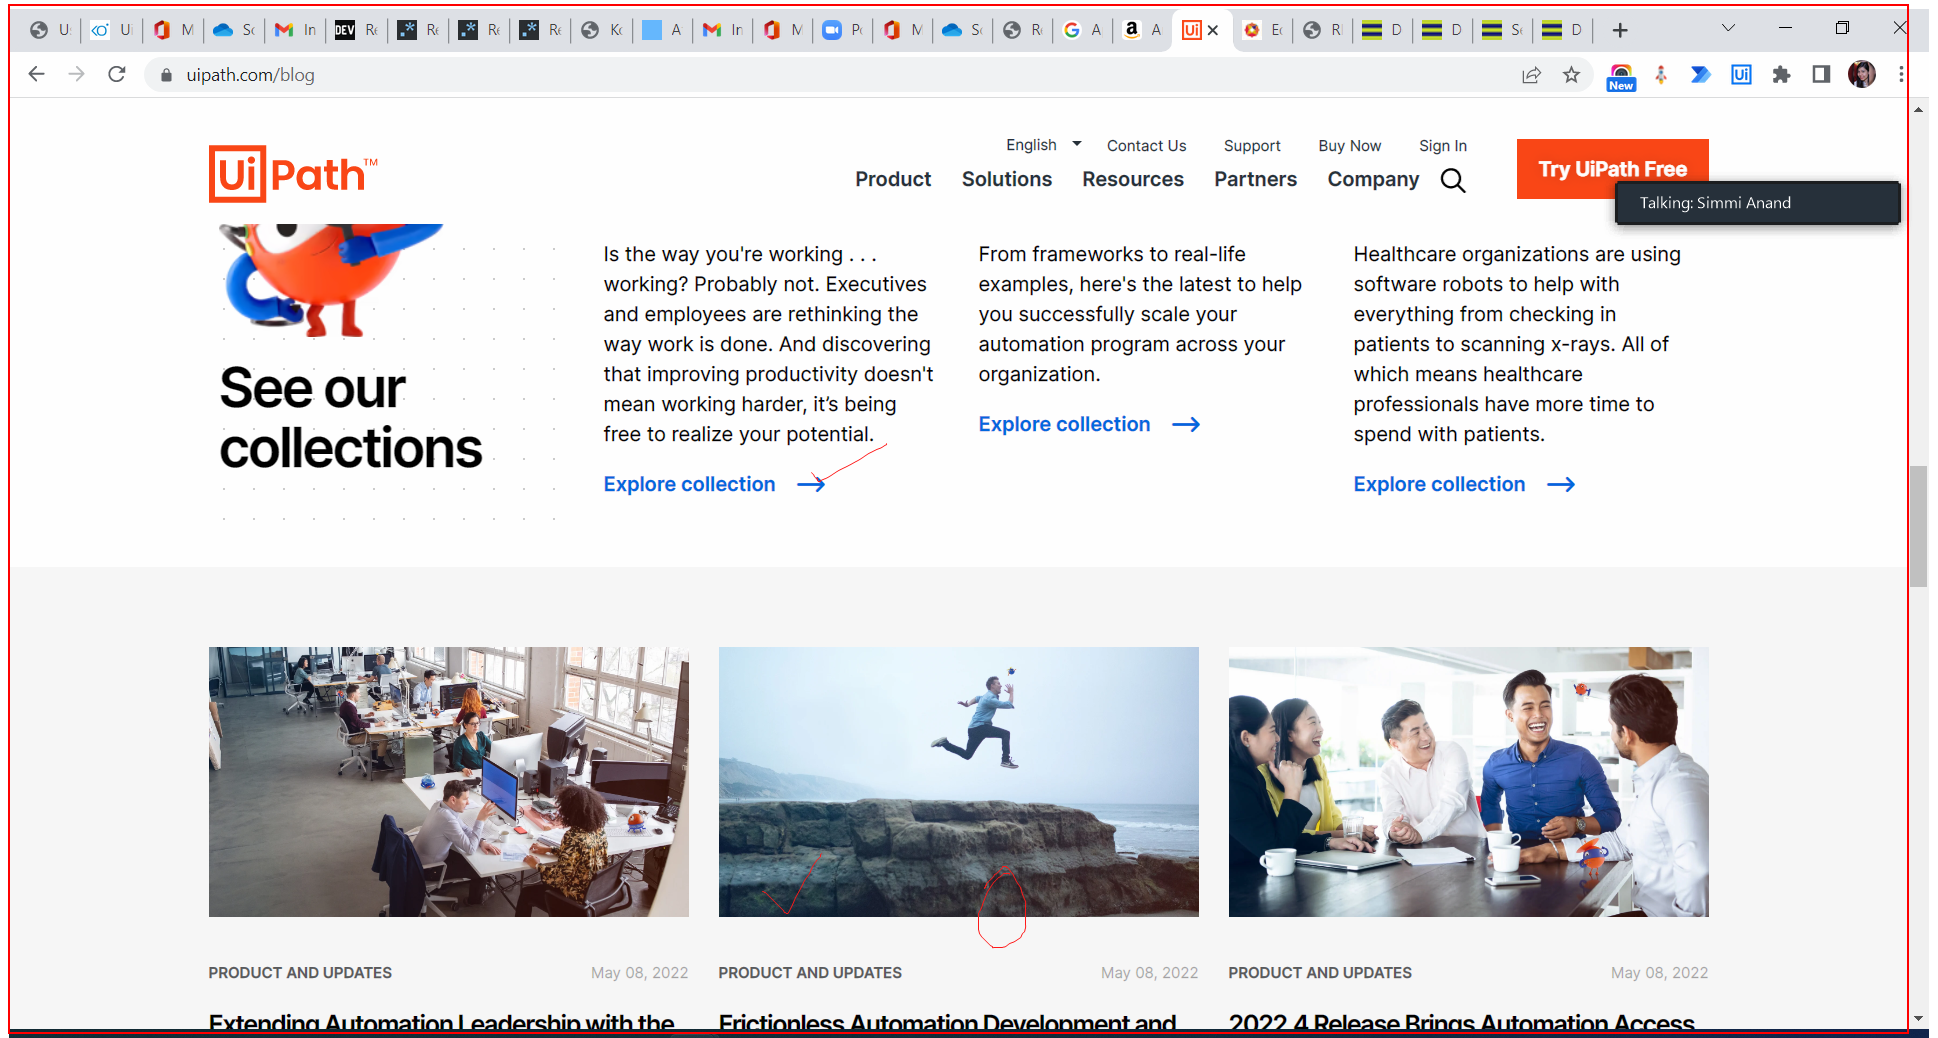 Us
Ui
M
Sc
In
DEV
Re
Re
Re
Re
Kc
A
In
M
Pc
M
Sc
Ru
A
a
A
Ui
Ec
RI
D
D
Se
D
uipath.com/blog
New
Ui
English
Contact Us
Support
Buy Now
Sign In
Ui Path™
Product
Solutions
Resources
Partners
Company
Try UiPath Free
Talking: Simmi Anand
See our
collections
Is the way you're working . . .
working? Probably not. Executives
and employees are rethinking the
way work is done. And discovering
that improving productivity doesn't
mean working harder, it’s being
free to realize your potential.
Explore collection
From frameworks to real-life
examples, here's the latest to help
you successfully scale your
automation program across your
organization.
Explore collection
Healthcare organizations are using
software robots to help with
everything from checking in
patients to scanning x-rays. All of
which means healthcare
professionals have more time to
spend with patients.
Explore collection
PRODUCT AND UPDATES
May 08, 2022
Extending Automation Leadership with the
PRODUCT AND UPDATES
May 08, 2022
Frictionless Automation Development and
PRODUCT AND UPDATES
May 08, 2022
2022.4 Release Brings Automation Access